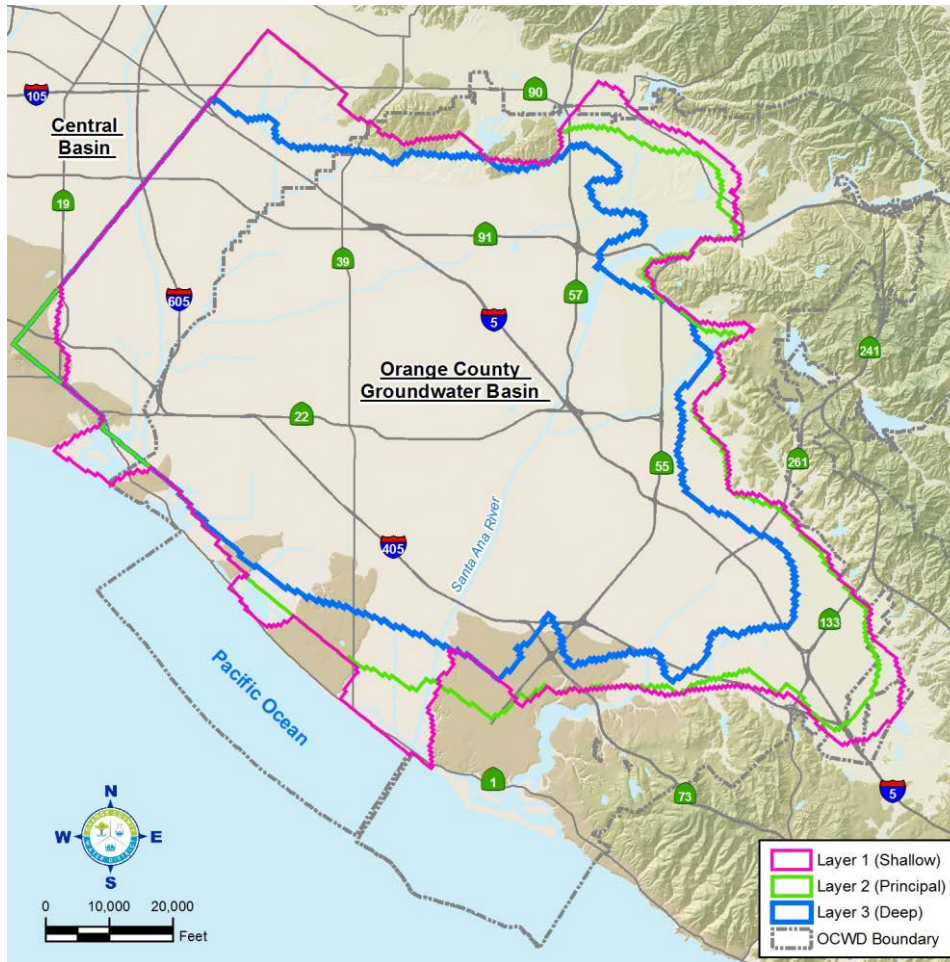 90
105
Central
Basin
19
91
39
605
57
5
241
Orange County
Groundwater Basin
22
55
261
Santa Ana River
405
133
Pacific Ocean
1
73
5
N
W
E
S
0
10,000
20,000
Feet
Layer 1 (Shallow)
Layer 2 (Principal)
Layer 3 (Deep)
OCWD Boundary